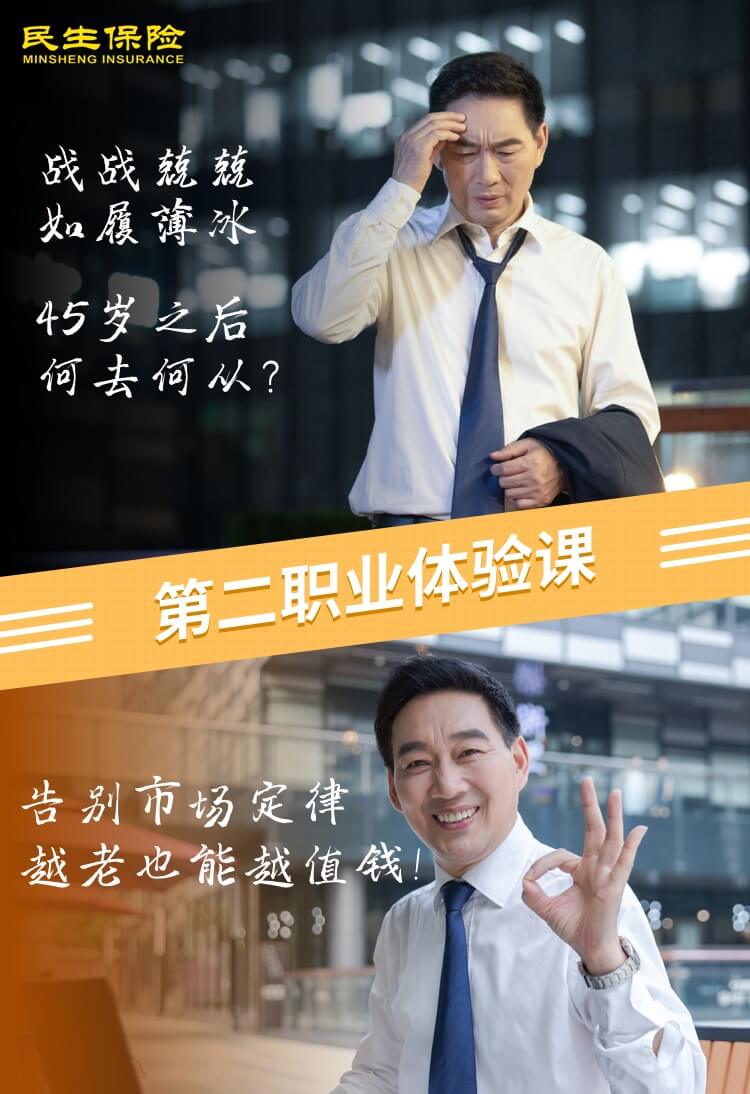 民生保险
MINSHENG INSURANCE
战战兢兢
如履薄冰
45岁之后
何去何从?
第二职业体验课
告别市场定律
越老也能越值钱!